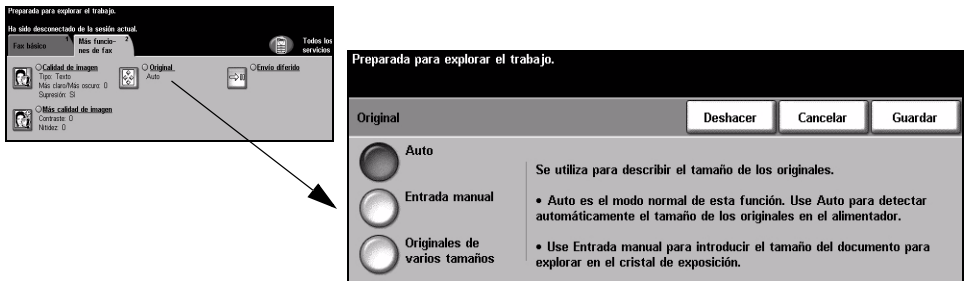 Preparada para explorar el trabajo.
Ha sido desconectado de la sesión actual.
Fax básico
1
Más funcio-
nes de fax
2
Todos los
servicios
Calidad de imagen
Tipo: Texto
Más claro/Más oscuro: 0
Supresión: Sí
Original
Auto
Envío diferido
Más calidad de imagen
Contraste: 0
Nitidez: 0
Preparada para explorar el trabajo.
Original
Deshacer
Cancelar
Guardar
Auto
Entrada manual
Originales de
varios tamaños
Se utiliza para describir el tamaño de los originales.
• Auto es el modo normal de esta función. Use Auto para detectar
automáticamente el tamaño de los originales en el alimentador.
• Use Entrada manual para introducir el tamaño del documento para
explorar en el cristal de exposición.